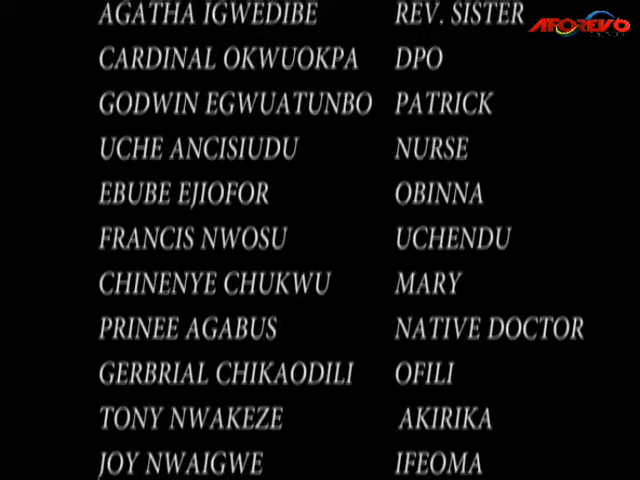 AGATHA IGWEDIBE REV. SISTER
AFOREVO
CARDINAL OKWUOKPA DPO
GODWIN EGWUATUNBO PATRICK
UCHE ANCISIUDU NURSE
EBUBE EJIOFOR OBINNA
FRANCIS NWOSU UCHENDU
CHINENYE CHUKWU MARY
PRINEE AGABUS NATIVE DOCTOR
GERBRIAL CHIKAODILI OFILI
TONY NWAKEZE AKIRIKA
JOY NWAIGWE IFEOMA